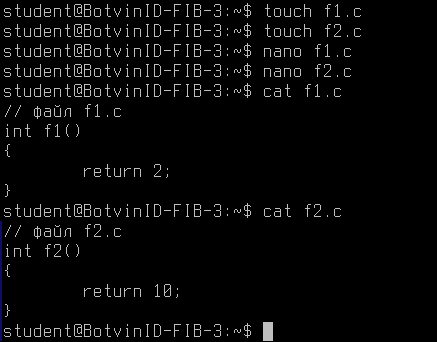 student@BotvinID-FIB-3:~$ touch f1.c
student@BotvinID-FIB-3:~$ touch f2.c
student@BotvinID-FIB-3:~$ nano f1.c
student@BotvinID-FIB-3:~$ nano f2.c
student@BotvinID-FIB-3:~$ cat f1.c
// файл f1.c
int f1()
{
        return 2;
}
student@BotvinID-FIB-3:~$ cat f2.c
// файл f2.c
int f2()
{
        return 10;
}
student@BotvinID-FIB-3:~$